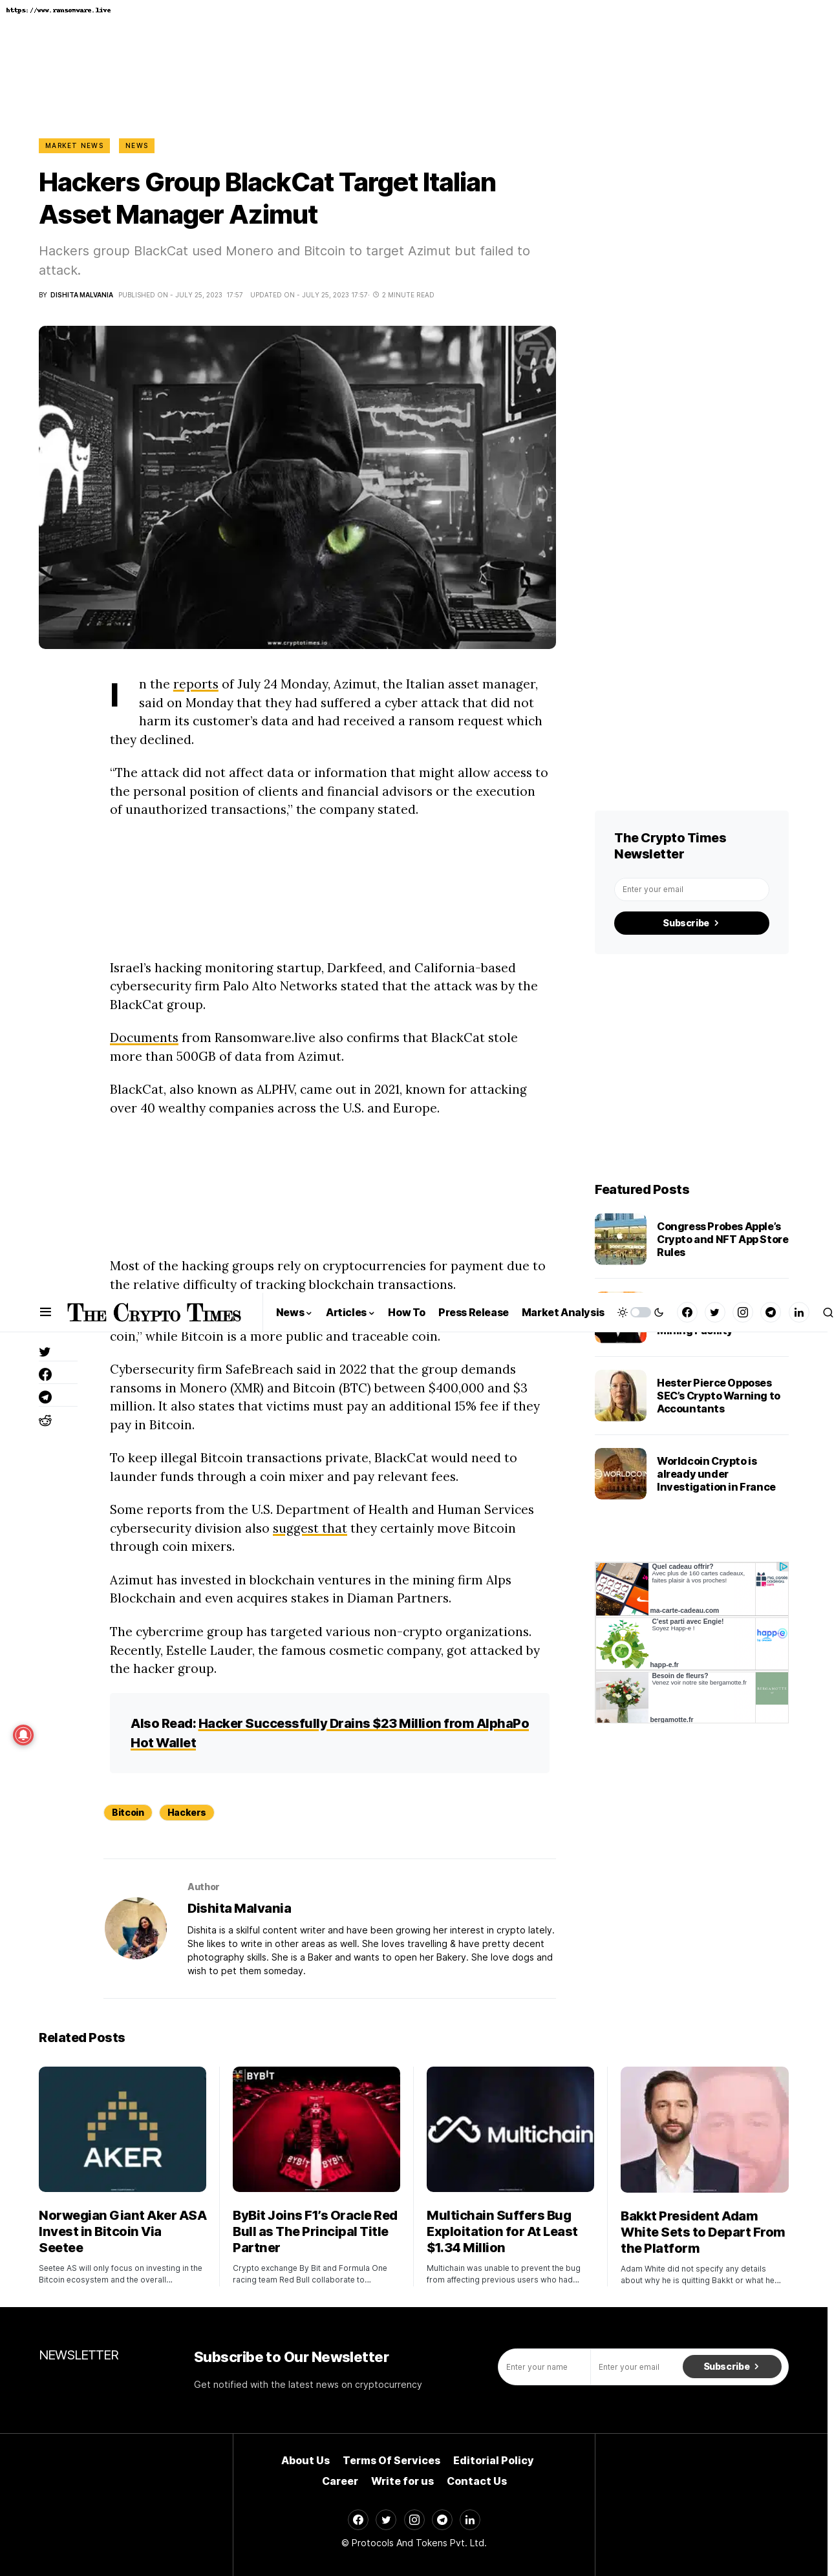 https://www.ransomware.live
MARKET NEWS
NEWS
Hackers Group BlackCat Target Italian
Asset Manager Azimut
Hackers group BlackCat used Monero and Bitcoin to target Azimut but failed to
attack.
BY DISHITA MALVANIA PUBLISHED ON - JULY 25, 2023 17:57 UPDATED ON - JULY 25, 2023 17:57 · 2 MINUTE READ
www.cryptotimes.io
In the reports of July 24 Monday, Azimut, the Italian asset manager,
said on Monday that they had suffered a cyber attack that did not
harm its customer's data and had received a ransom request which
they declined.
“The attack did not affect data or information that might allow access to
the personal position of clients and financial advisors or the execution
of unauthorized transactions,” the company stated.
The Crypto Times
Newsletter
Enter your email
Subscribe
Israel's hacking monitoring startup, Darkfeed, and California-based
cybersecurity firm Palo Alto Networks stated that the attack was by the
BlackCat group.
Documents from Ransomware.live also confirms that BlackCat stole
more than 500GB of data from Azimut.
BlackCat, also known as ALPHV, came out in 2021, known for attacking
over 40 wealthy companies across the U.S. and Europe.
Most of the hacking groups rely on cryptocurrencies for payment due to
the relative difficulty of tracking blockchain transactions.
The Crypto Times
News
Articles
How To
Press Release
Market Analysis
coin,” while Bitcoin is a more public and traceable coin.
Cybersecurity firm SafeBreach said in 2022 that the group demands
ransoms in Monero (XMR) and Bitcoin (BTC) between $400,000 and $3
million. It also states that victims must pay an additional 15% fee if they
pay in Bitcoin.
To keep illegal Bitcoin transactions private, BlackCat would need to
launder funds through a coin mixer and pay relevant fees.
Some reports from the U.S. Department of Health and Human Services
cybersecurity division also suggest that they certainly move Bitcoin
through coin mixers.
Azimut has invested in blockchain ventures in the mining firm Alps
Blockchain and even acquires stakes in Diaman Partners.
The cybercrime group has targeted various non-crypto organizations.
Recently, Estelle Lauder, the famous cosmetic company, got attacked by
the hacker group.
Also Read: Hacker Successfully Drains $23 Million from AlphaPo
Hot Wallet
Bitcoin
Hackers
Featured Posts
Congress Probes Apple's
Crypto and NFT App Store
Rules
Mining Facility
Hester Pierce Opposes
SEC's Crypto Warning to
Accountants
WORLDCOIN
Worldcoin Crypto is
already under
Investigation in France
Quel cadeau offrir?
Avec plus de 160 cartes cadeaux,
faites plaisir à vos proches!
ma-carte-cadeau.com
C'est parti avec Engie!
Soyez Happ-e !
happ-e.fr
happ-e
Besoin de fleurs?
Venez voir notre site bergamotte.fr
bergamotte.fr
BERGAMOTTE
Author
Dishita Malvania
Dishita is a skilful content writer and have been growing her interest in crypto lately.
She likes to write in other areas as well. She loves travelling & have pretty decent
photography skills. She is a Baker and wants to open her Bakery. She love dogs and
wish to pet them someday.
Related Posts
AKER
Norwegian Giant Aker ASA
Invest in Bitcoin Via
Seetee
Seetee AS will only focus on investing in the
Bitcoin ecosystem and the overall…
BYBIT
ByBit Joins F1's Oracle Red
Bull as The Principal Title
Partner
Crypto exchange By Bit and Formula One
racing team Red Bull collaborate to…
Multichain
Multichain Suffers Bug
Exploitation for At Least
$1.34 Million
Multichain was unable to prevent the bug
from affecting previous users who had…
Bakkt President Adam
White Sets to Depart From
the Platform
Adam White did not specify any details
about why he is quitting Bakkt or what he…
NEWSLETTER
Subscribe to Our Newsletter
Get notified with the latest news on cryptocurrency
Enter your name
Enter your email
Subscribe
About Us
Terms Of Services
Editorial Policy
Career
Write for us
Contact Us
© Protocols And Tokens Pvt. Ltd.